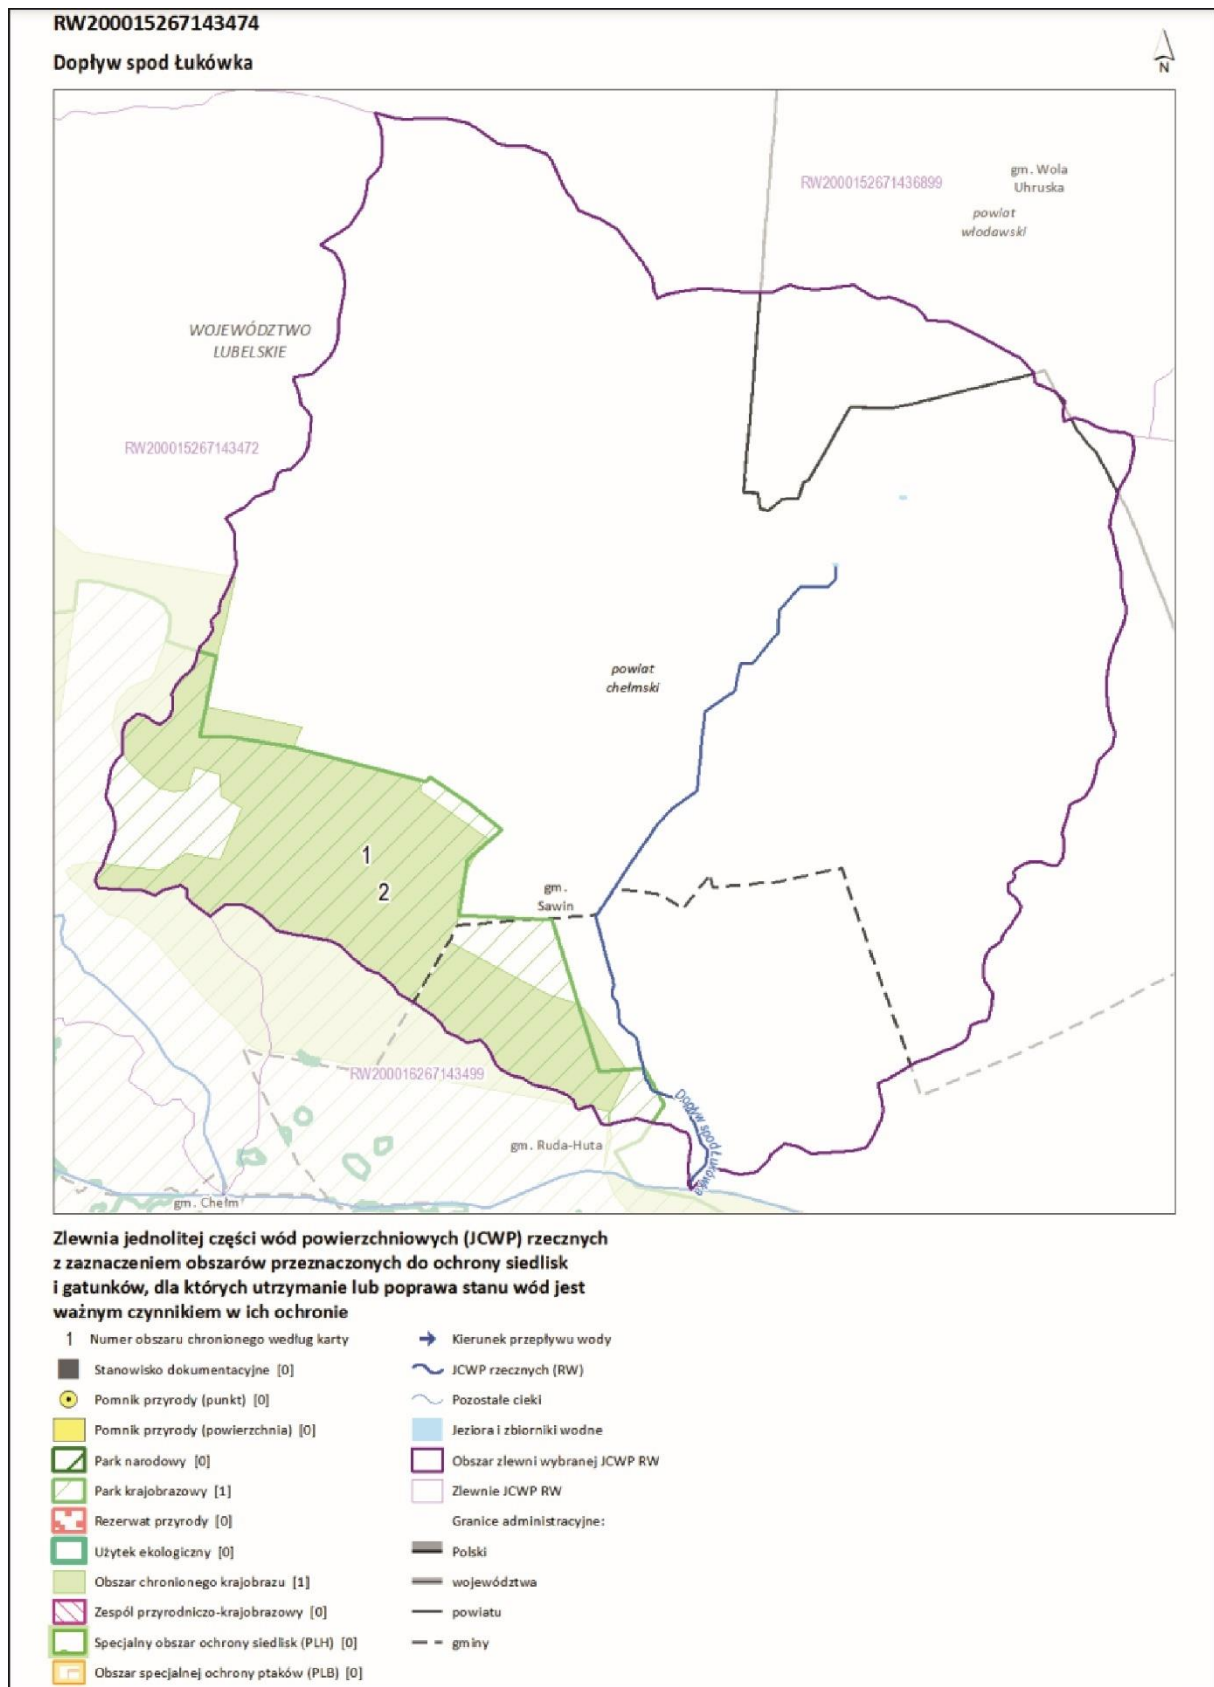 RW200015267143474
Dopływ spod Łukówka
N
RW2000152671436899
gm. Wola
Uhruska
powiat
włodawski
WOJEWÓDZTWO
LUBELSKIE
RW200015267143472
powiat
chełmski
1
2
gm.
Sawin
RW200016267143499
Dopływ spod Łukówka
gm. Ruda-Huta
gm. Chełm
Zlewnia jednolitej części wód powierzchniowych (JCWP) rzecznych
z zaznaczeniem obszarów przeznaczonych do ochrony siedlisk
i gatunków, dla których utrzymanie lub poprawa stanu wód jest
ważnym czynnikiem w ich ochronie
1 Numer obszaru chronionego według karty
Stanowisko dokumentacyjne [0]
Pomnik przyrody (punkt) [0]
Pomnik przyrody (powierzchnia) [0]
Park narodowy [0]
Park krajobrazowy [1]
Rezerwat przyrody [0]
Użytek ekologiczny [0]
Obszar chronionego krajobrazu [1]
Zespół przyrodniczo-krajobrazowy [0]
Specjalny obszar ochrony siedlisk (PLH) [0]
Obszar specjalnej ochrony ptaków (PLB) [0]
Kierunek przepływu wody
JCWP rzecznych (RW)
Pozostałe cieki
Jeziora i zbiorniki wodne
Obszar zlewni wybranej JCWP RW
Zlewnie JCWP RW
Granice administracyjne:
Polski
województwa
powiatu
gminy